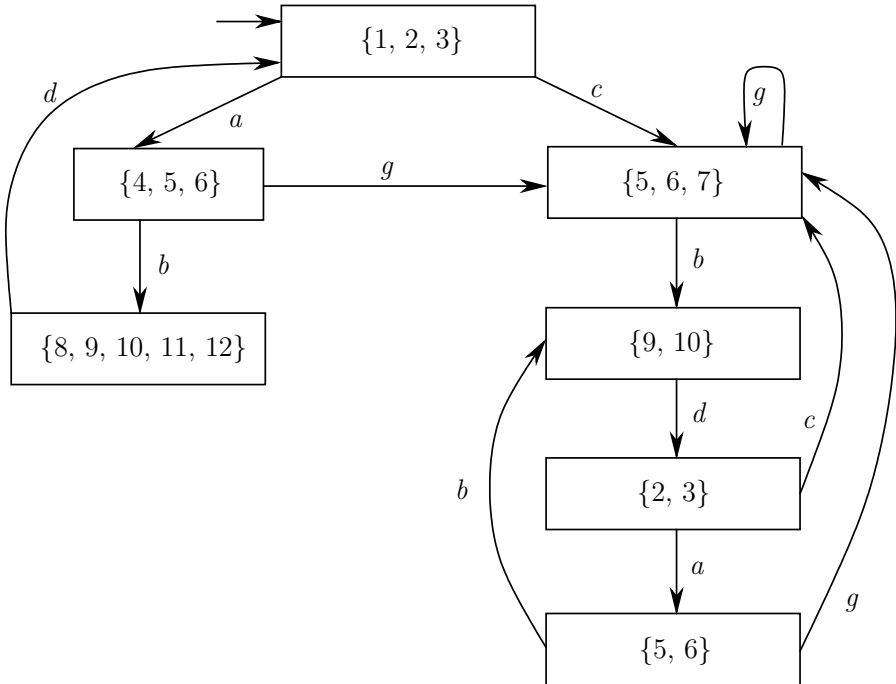 {1, 2, 3}
d
a
c
g
{4, 5, 6}
g
{5, 6, 7}
b
b
{8, 9, 10, 11, 12}
{9, 10}
d
c
b
{2, 3}
a
g
{5, 6}